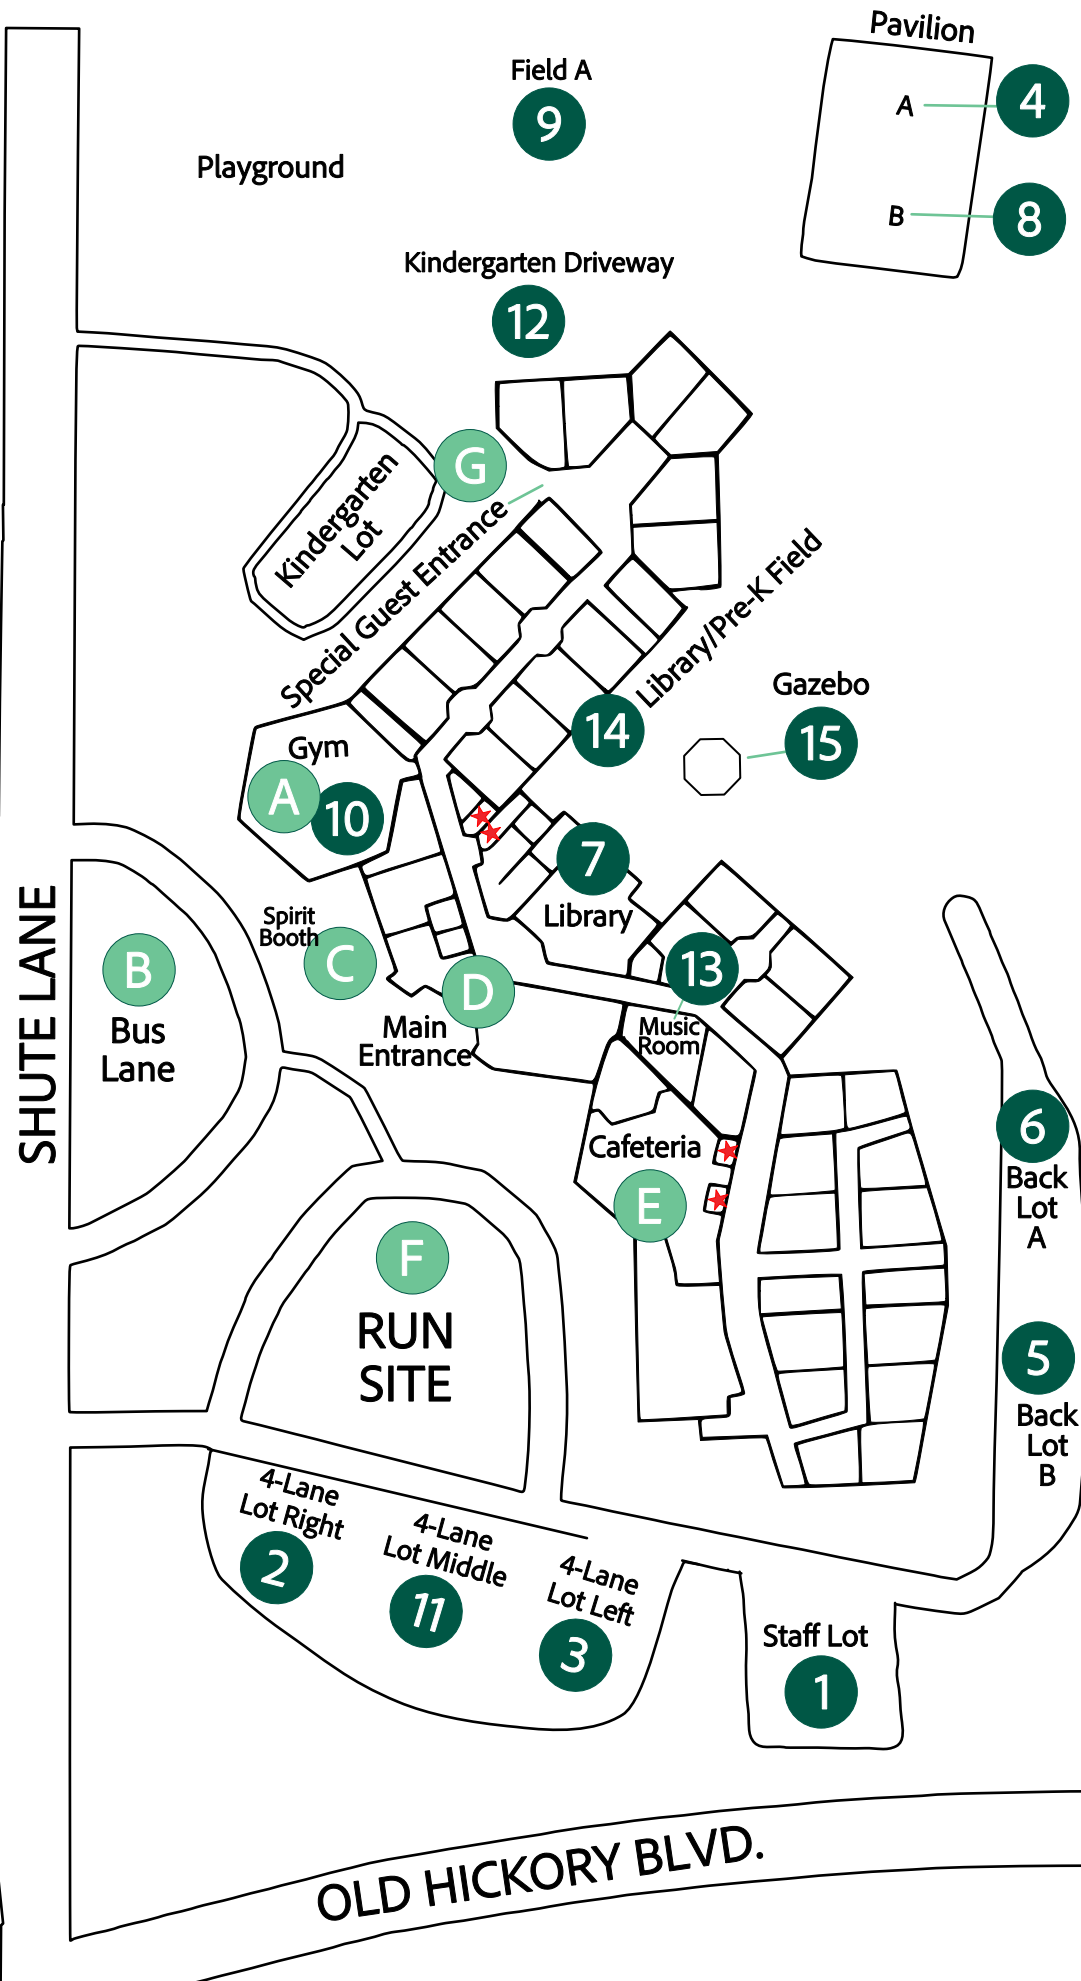 Pavilion
A
4
B
8
Field A
9
Playground
Kindergarten Driveway
12
G
Kindergarten
Lot
Special Guest Entrance
Library/Pre-K Field
14
Gazebo
15
Gym
A
10
7
Library
SHUTE LANE
B
Bus
Lane
Spirit
Booth
C
D
Main
Entrance
13
Music
Room
Cafeteria
E
6
Back
Lot
A
5
Back
Lot
B
F
RUN
SITE
4-Lane
Lot Right
2
4-Lane
Lot Middle
11
4-Lane
Lot Left
3
Staff Lot
1
OLD HICKORY BLVD.